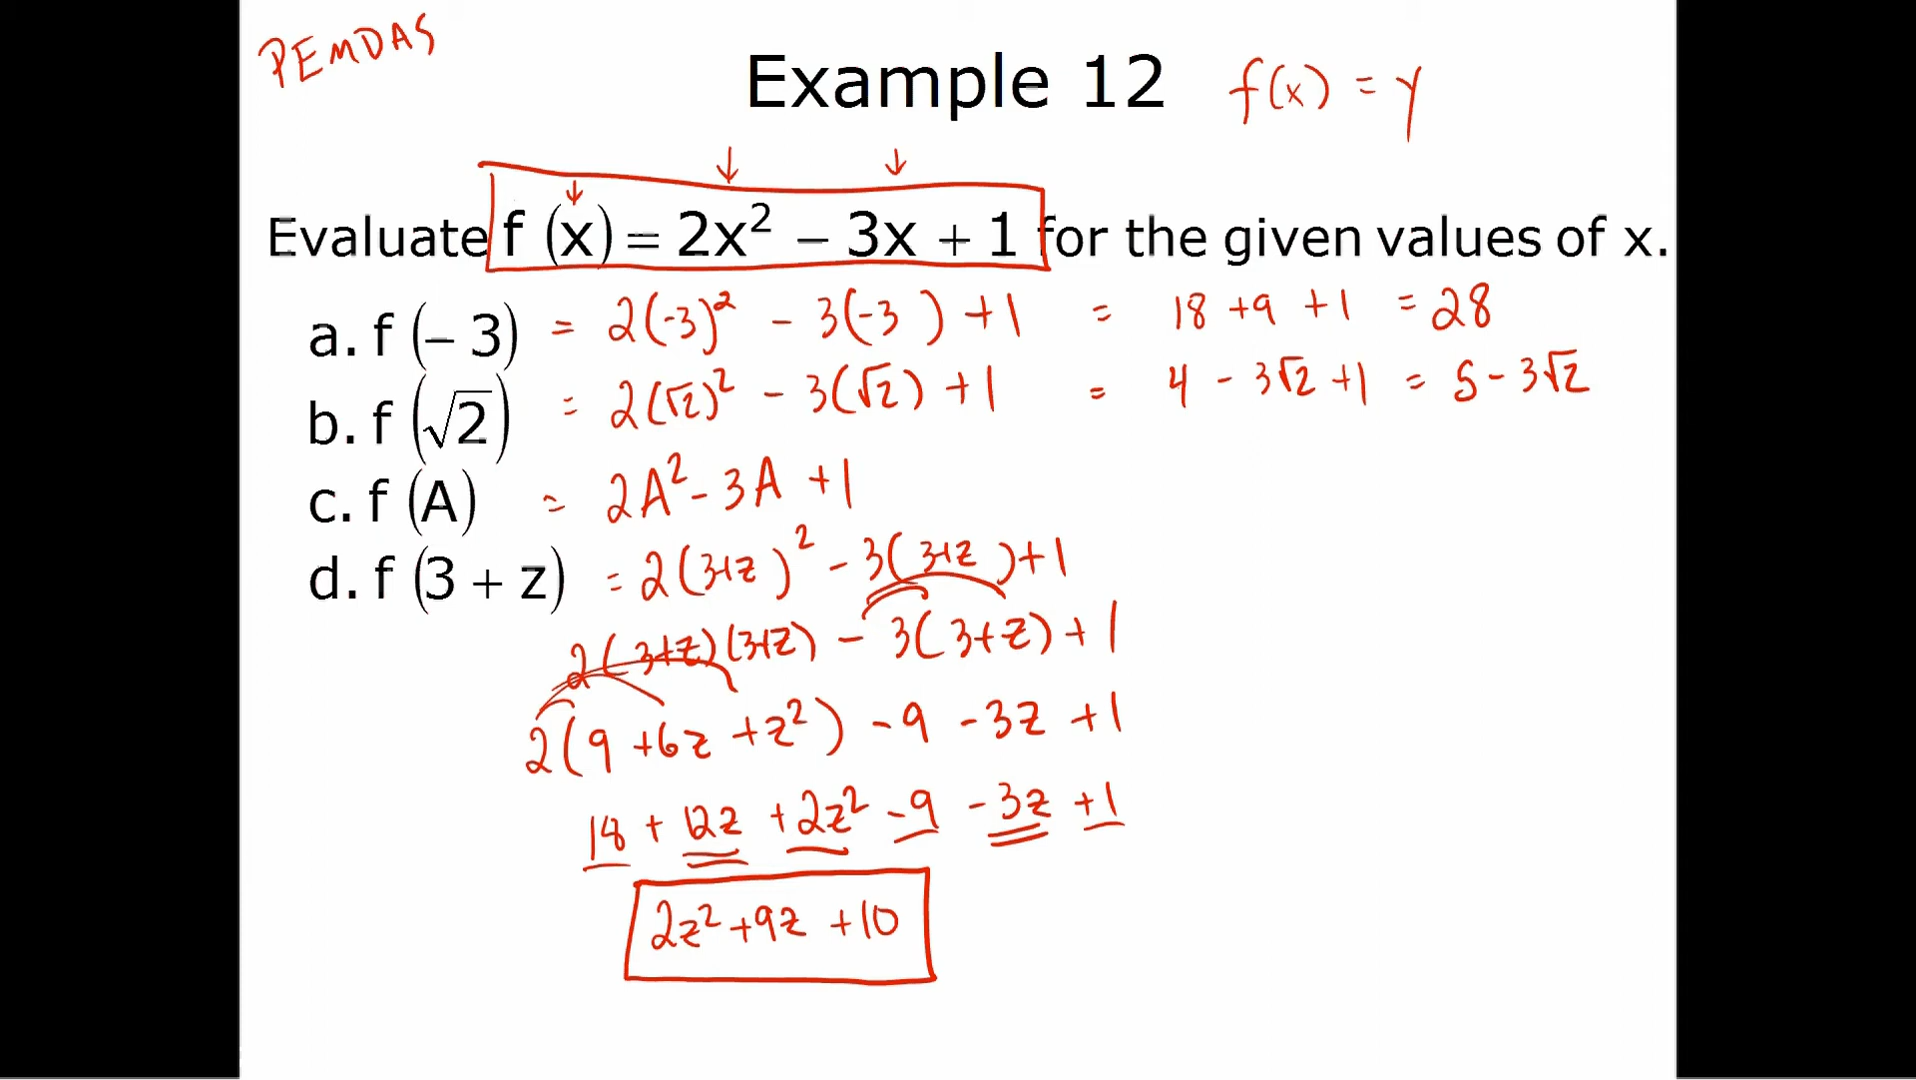 PEMDAS
Example 12 f(x) = y
Evaluate f (x) = 2x² – 3x + 1 for the given values of x.
a. f (– 3) = 2(-3)² - 3(-3) + 1 = 18 + 9 + 1 = 28
b. f (√2) = 2(√2)² - 3(√2) + 1 = 4 - 3√2 + 1 = 5 - 3√2
c. f (A) = 2A² - 3A + 1
d. f (3 + z) = 2(3+z)² - 3(3+z) + 1
2(3+z)(3+z) - 3(3+z) + 1
2(9 + 6z + z²) - 9 - 3z + 1
18 + 12z + 2z² - 9 - 3z + 1
2z² + 9z + 10